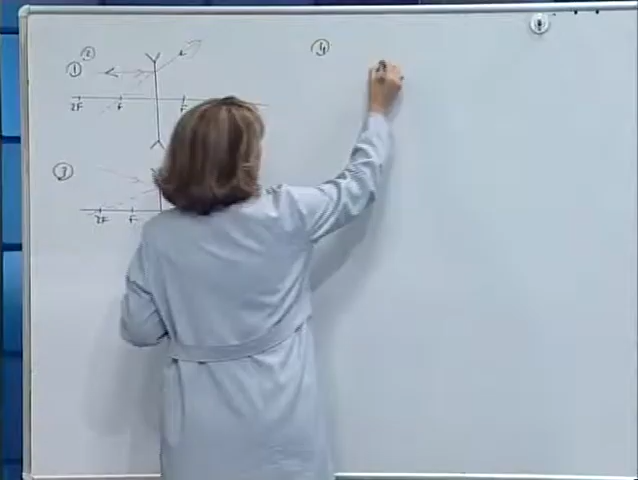 ② ④
①
2F F F
③
2F F